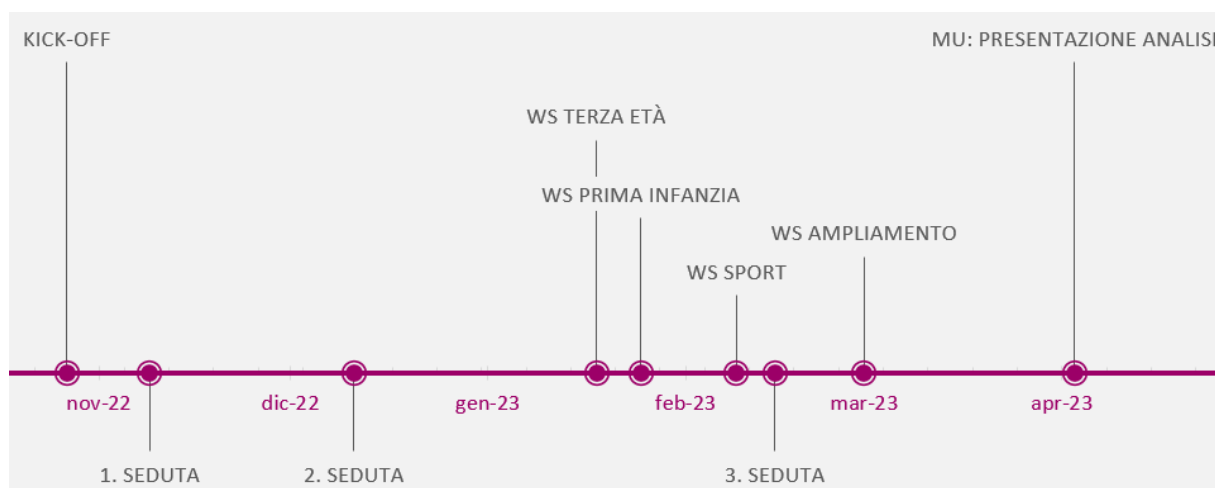 KICK-OFF
MU: PRESENTAZIONE ANALISI
WS TERZA ETÀ
WS PRIMA INFANZIA
WS AMPLIAMENTO
WS SPORT
nov-22
dic-22
gen-23
feb-23
mar-23
apr-23
1. SEDUTA
2. SEDUTA
3. SEDUTA